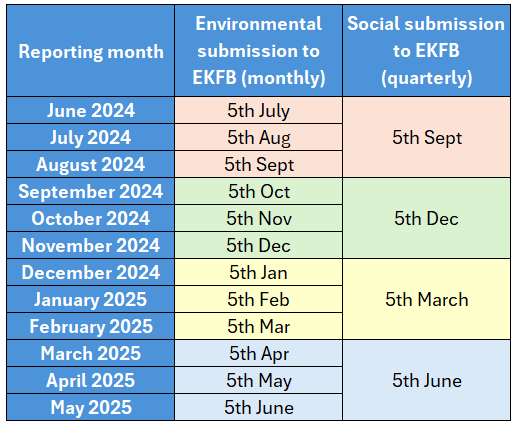 Reporting month
Environmental
submission to
EKFB (monthly)
Social submission
to EKFB
(quarterly)
June 2024
5th July
July 2024
5th Aug
5th Sept
August 2024
5th Sept
September 2024
5th Oct
October 2024
5th Nov
5th Dec
November 2024
5th Dec
December 2024
5th Jan
January 2025
5th Feb
5th March
February 2025
5th Mar
March 2025
5th Apr
April 2025
5th May
5th June
May 2025
5th June